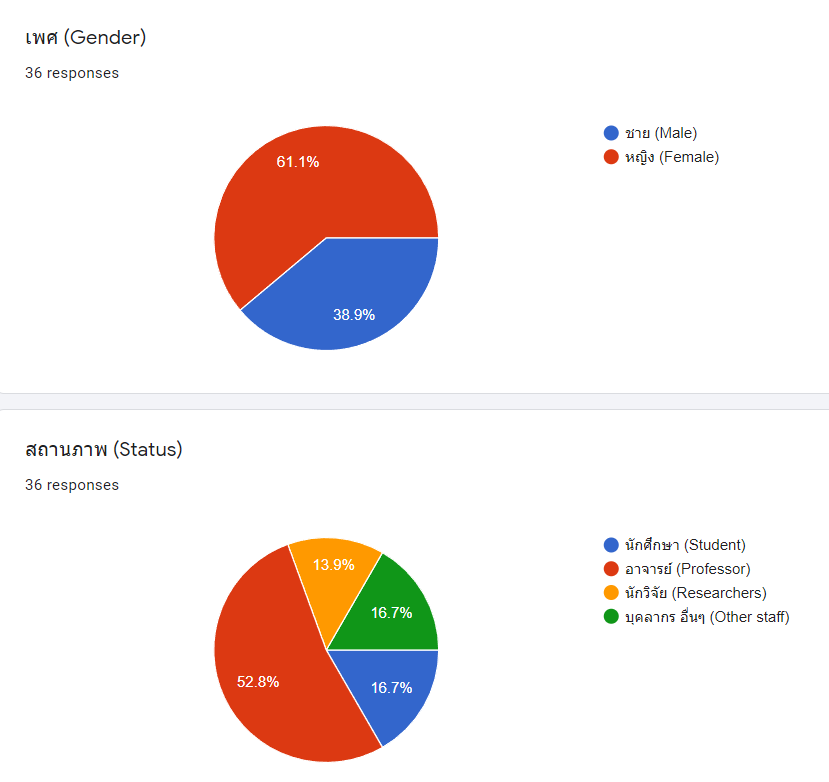 เพศ (Gender)
36 responses
61.1%
38.9%
ชาย (Male)
หญิง (Female)
สถานภาพ (Status)
36 responses
13.9%
16.7%
52.8%
16.7%
นักศึกษา (Student)
อาจารย์ (Professor)
นักวิจัย (Researchers)
บุคลากร อื่นๆ (Other staff)